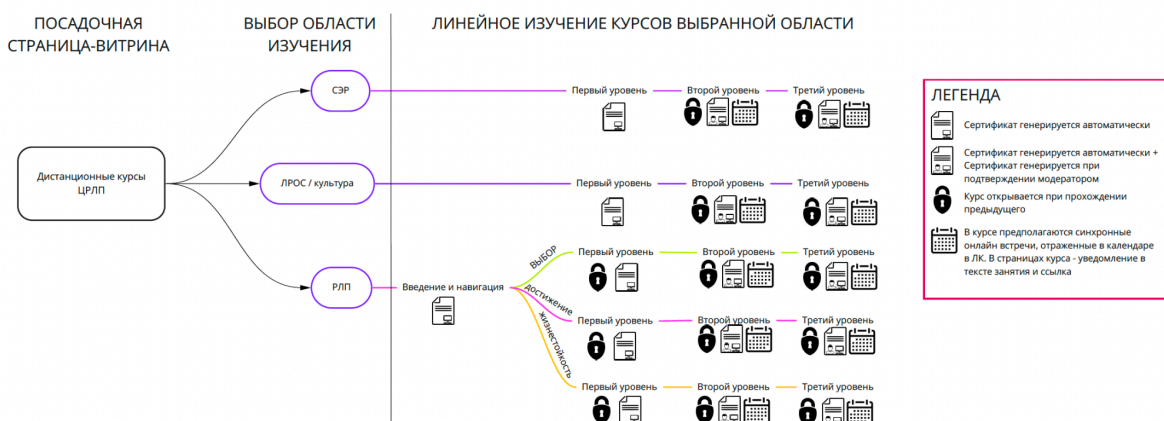 ПОСАДОЧНАЯ
СТРАНИЦА-ВИТРИНА
ВЫБОР ОБЛАСТИ
ИЗУЧЕНИЯ
ЛИНЕЙНОЕ ИЗУЧЕНИЕ КУРСОВ ВЫБРАННОЙ ОБЛАСТИ
Дистанционные курсы
ЦРЛП
СЭР
Первый уровень
Второй уровень
Третий уровень
ЛРОС / культура
Первый уровень
Второй уровень
Третий уровень
РЛП
Введение и навигация
ВЫБОР
Первый уровень
Второй уровень
Третий уровень
достижение
Первый уровень
Второй уровень
Третий уровень
жизнестойкость
Первый уровень
Второй уровень
Третий уровень
ЛЕГЕНДА
Сертификат генерируется автоматически
Сертификат генерируется автоматически +
Сертификат генерируется при
подтверждении модератором
Курс открывается при прохождении
предыдущего
В курсе предполагаются синхронные
онлайн встречи, отраженные в календаре
в ЛК. В страницах курса - уведомление в
тексте занятия и ссылка